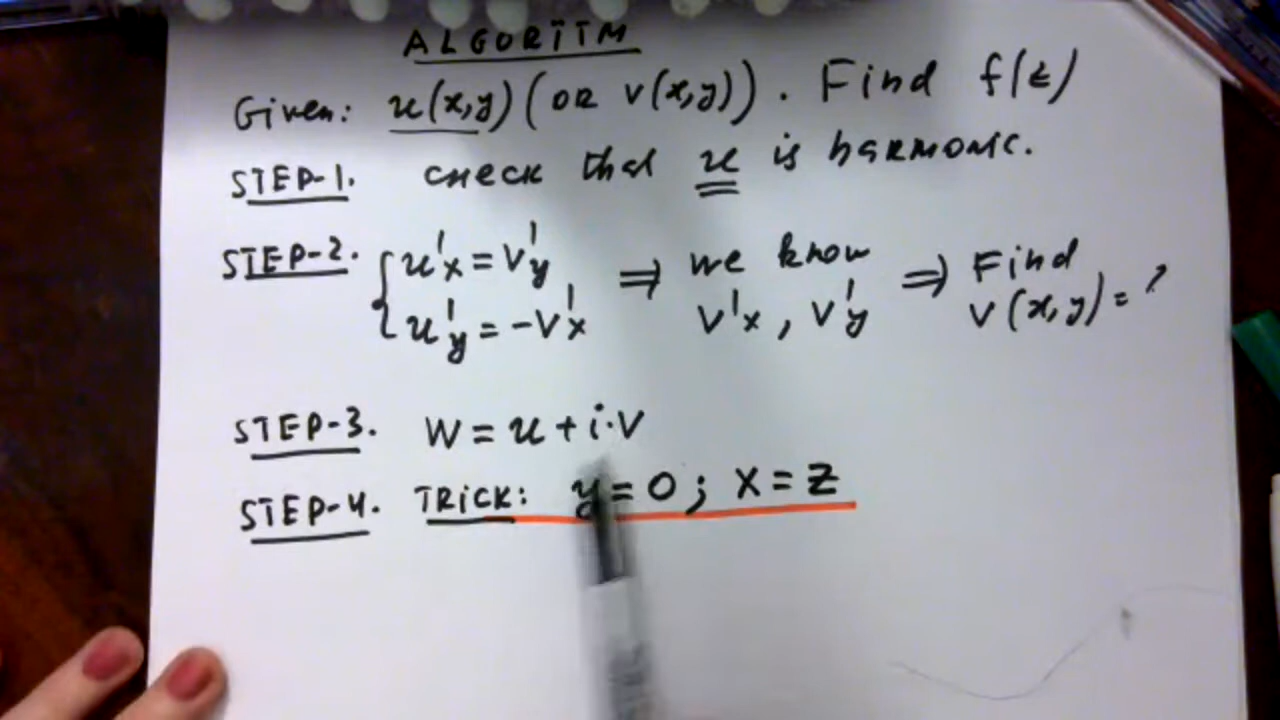 ALGORITM
Given: u(x,y) (OR v(x,y)). Find f(z)
STEP-1. CHECK that u is harmonic.
STEP-2. { u'x = v'y ⇒ we know ⇒ Find
u'y = -v'x v'x, v'y v(x,y) = ?
STEP-3. W = u + i·v
STEP-4. TRICK: y = 0; x = z